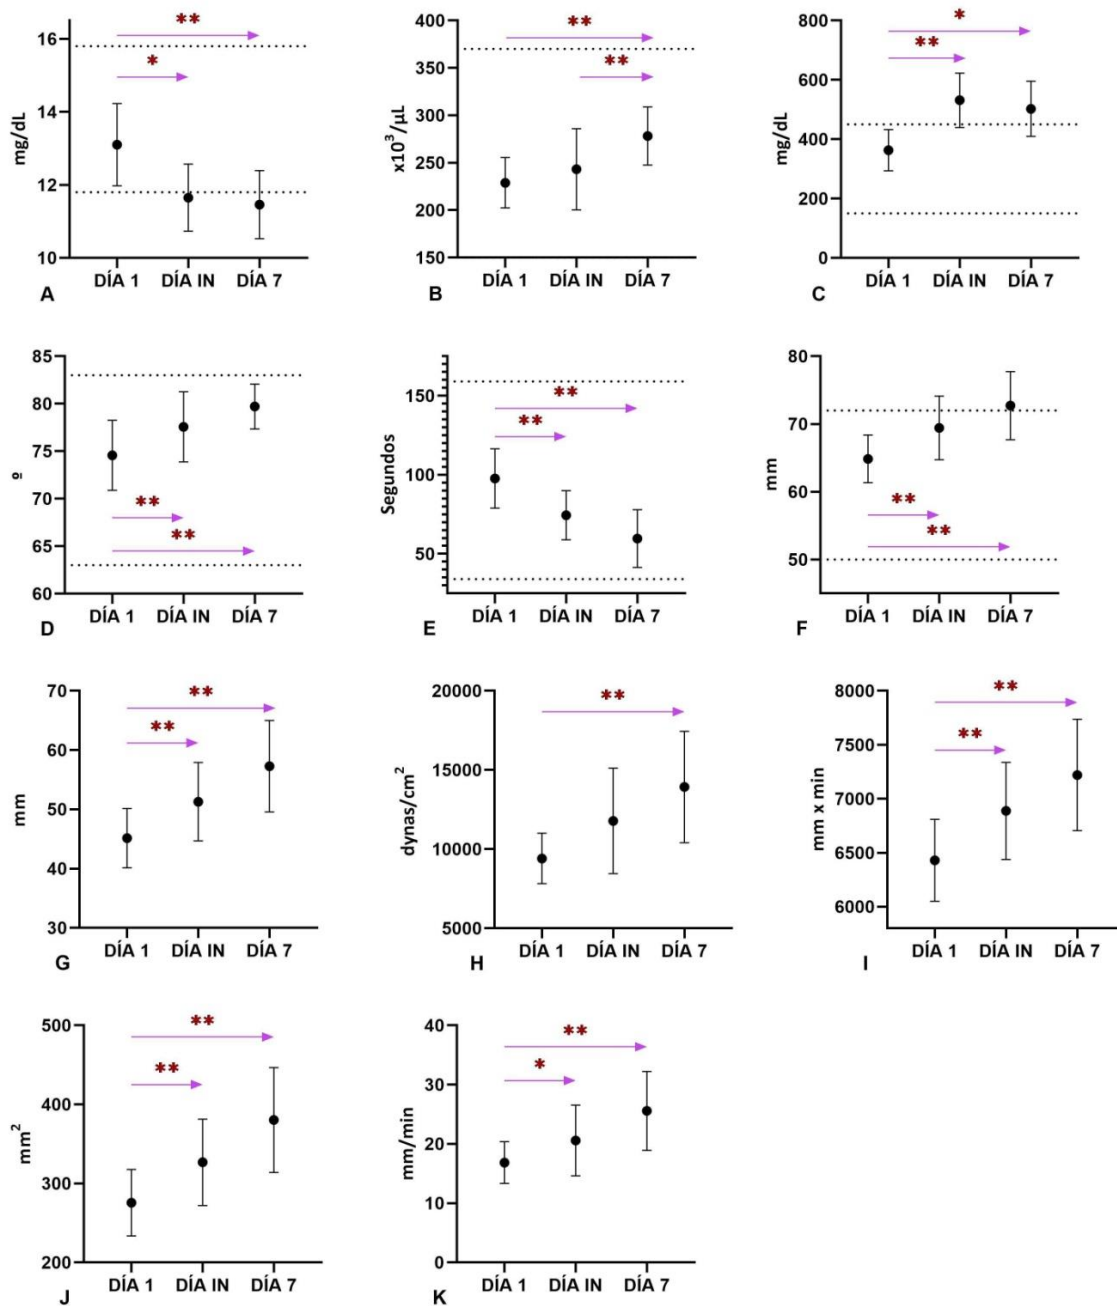 **
16
*
14
mg/dL
12
10
DÍA 1 DÍA IN DÍA 7
A
400
**
350
**
300
x10³/µL
250
200
150
DÍA 1 DÍA IN DÍA 7
B
800
*
**
600
mg/dL
400
200
0
DÍA 1 DÍA IN DÍA 7
C
85
80
75
º
70
**
**
65
60
DÍA 1 DÍA IN DÍA 7
D
150
**
**
Segundos
100
50
DÍA 1 DÍA IN DÍA 7
E
80
70
mm
60
**
**
50
DÍA 1 DÍA IN DÍA 7
F
70
**
**
60
mm
50
40
30
DÍA 1 DÍA IN DÍA 7
G
20000
**
15000
dynas/cm²
10000
5000
DÍA 1 DÍA IN DÍA 7
H
8000
**
**
7500
mm x min
7000
6500
6000
DÍA 1 DÍA IN DÍA 7
I
500
**
**
400
mm²
300
200
DÍA 1 DÍA IN DÍA 7
J
40
**
*
30
mm/min
20
10
0
DÍA 1 DÍA IN DÍA 7
K